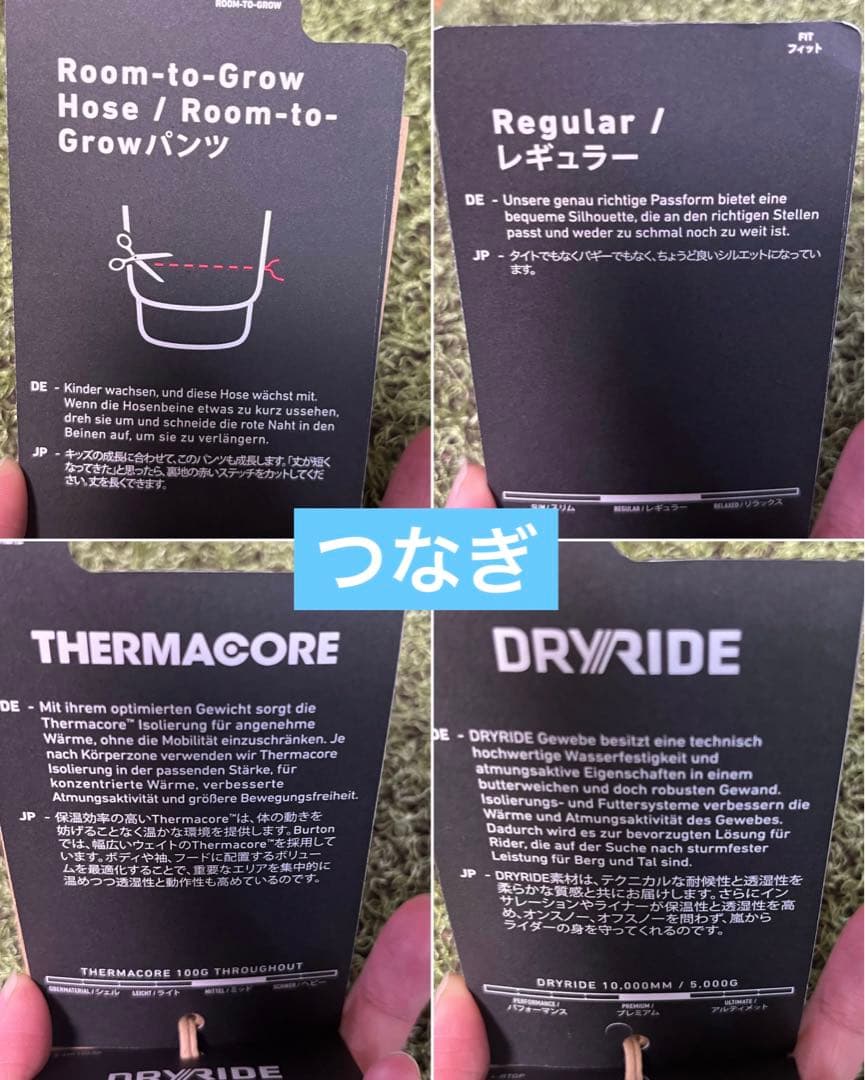 ROOM-TO-GROW
Room-to-Grow
Hose / Room-to-
Growパンツ
DE - Kinder wachsen, und diese Hose wächst mit.
Wenn die Hosenbeine etwas zu kurz ussehen,
dreh sie um und schneide die rote Naht in den
Beinen auf, um sie zu verlängern.
JP - キッズの成長に合わせて、このパンツも成長します。「丈が短く
なってきた」と思ったら、裏地の赤いステッチをカットしてくだ
さい。丈を長くできます。
FIT
フィット
Regular /
レギュラー
DE - Unsere genau richtige Passform bietet eine
bequeme Silhouette, die an den richtigen Stellen
passt und weder zu schmal noch zu weit ist.
JP - タイトでもなくバギーでもなく、ちょうど良いシルエットになってい
ます。
SLIM / スリム
REGULAR / レギュラー
RELAXED / リラックス
つなぎ
THERMACORE
DE - Mit ihrem optimierten Gewicht sorgt die
Thermacore™ Isolierung für angenehme
Wärme, ohne die Mobilität einzuschränken. Je
nach Körperzone verwenden wir Thermacore
Isolierung in der passenden Stärke, für
konzentrierte Wärme, verbesserte
Atmungsaktivität und größere Bewegungsfreiheit.
JP - 保温効率の高いThermacore™は、体の動きを
妨げることなく温かな環境を提供します。Burton
では、幅広いウェイトのThermacore™を採用して
います。ボディや袖、フードに配置するボリュー
ムを最適化することで、重要なエリアを集中的に
温めつつ透湿性と動作性も高めているのです。
THERMACORE 100G THROUGHOUT
OBERMATERIAL / シェル
LEICHT / ライト
MITTEL / ミッド
SCHWER / ヘビー
DRYRIDE
DRYRIDE
DE - DRYRIDE Gewebe besitzt eine technisch
hochwertige Wasserfestigkeit und
atmungsaktive Eigenschaften in einem
butterweichen und doch robusten Gewand.
Isolierungs- und Futtersysteme verbessern die
Wärme und Atmungsaktivität des Gewebes.
Dadurch wird es zur bevorzugten Lösung für
Rider, die auf der Suche nach sturmfester
Leistung für Berg und Tal sind.
JP - DRYRIDE素材は、テクニカルな耐候性と透湿性を
柔らかな質感と共にお届けします。さらにイン
サレーションやライナーが保温性と透湿性を高
め、オンスノー、オフスノーを問わず、嵐から
ライダーの身を守ってくれるのです。
DRYRIDE 10,000MM / 5,000G
PERFORMANCE /
パフォーマンス
PREMIUM /
プレミアム
ULTIMATE /
アルティメット